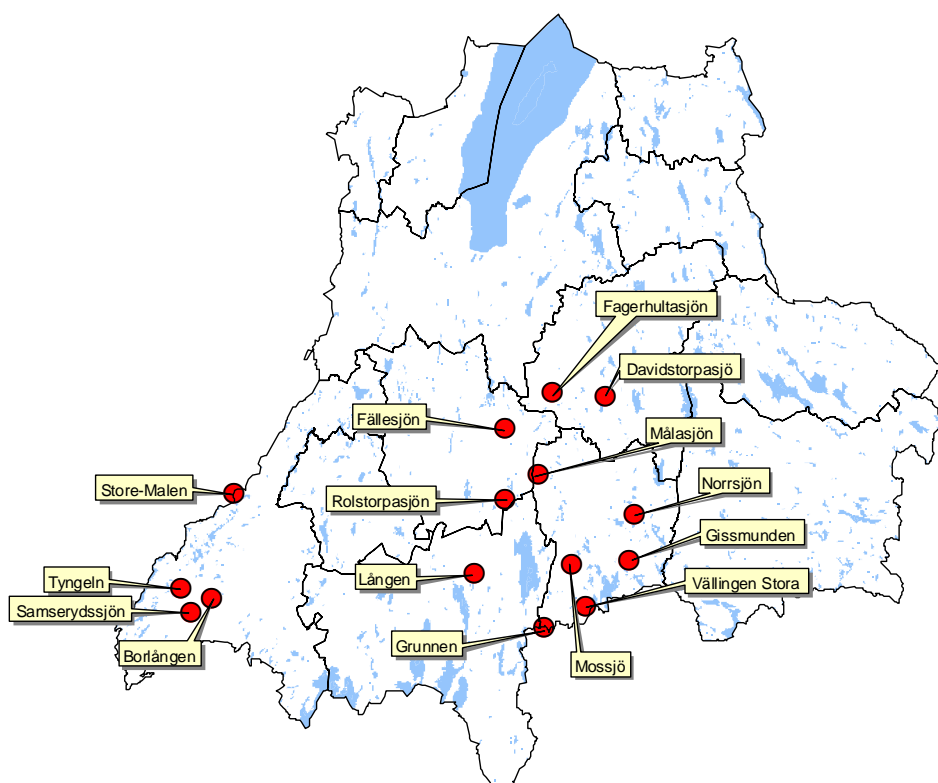 Fagerhultasjön
Davidstorpasjö
Fällesjön
Målasjön
Store-Malen
Rolstorpasjön
Norrsjön
Gissmunden
Tyngeln
Lången
Vällingen Stora
Samserydssjön
Grunnen
Borlången
Mossjö